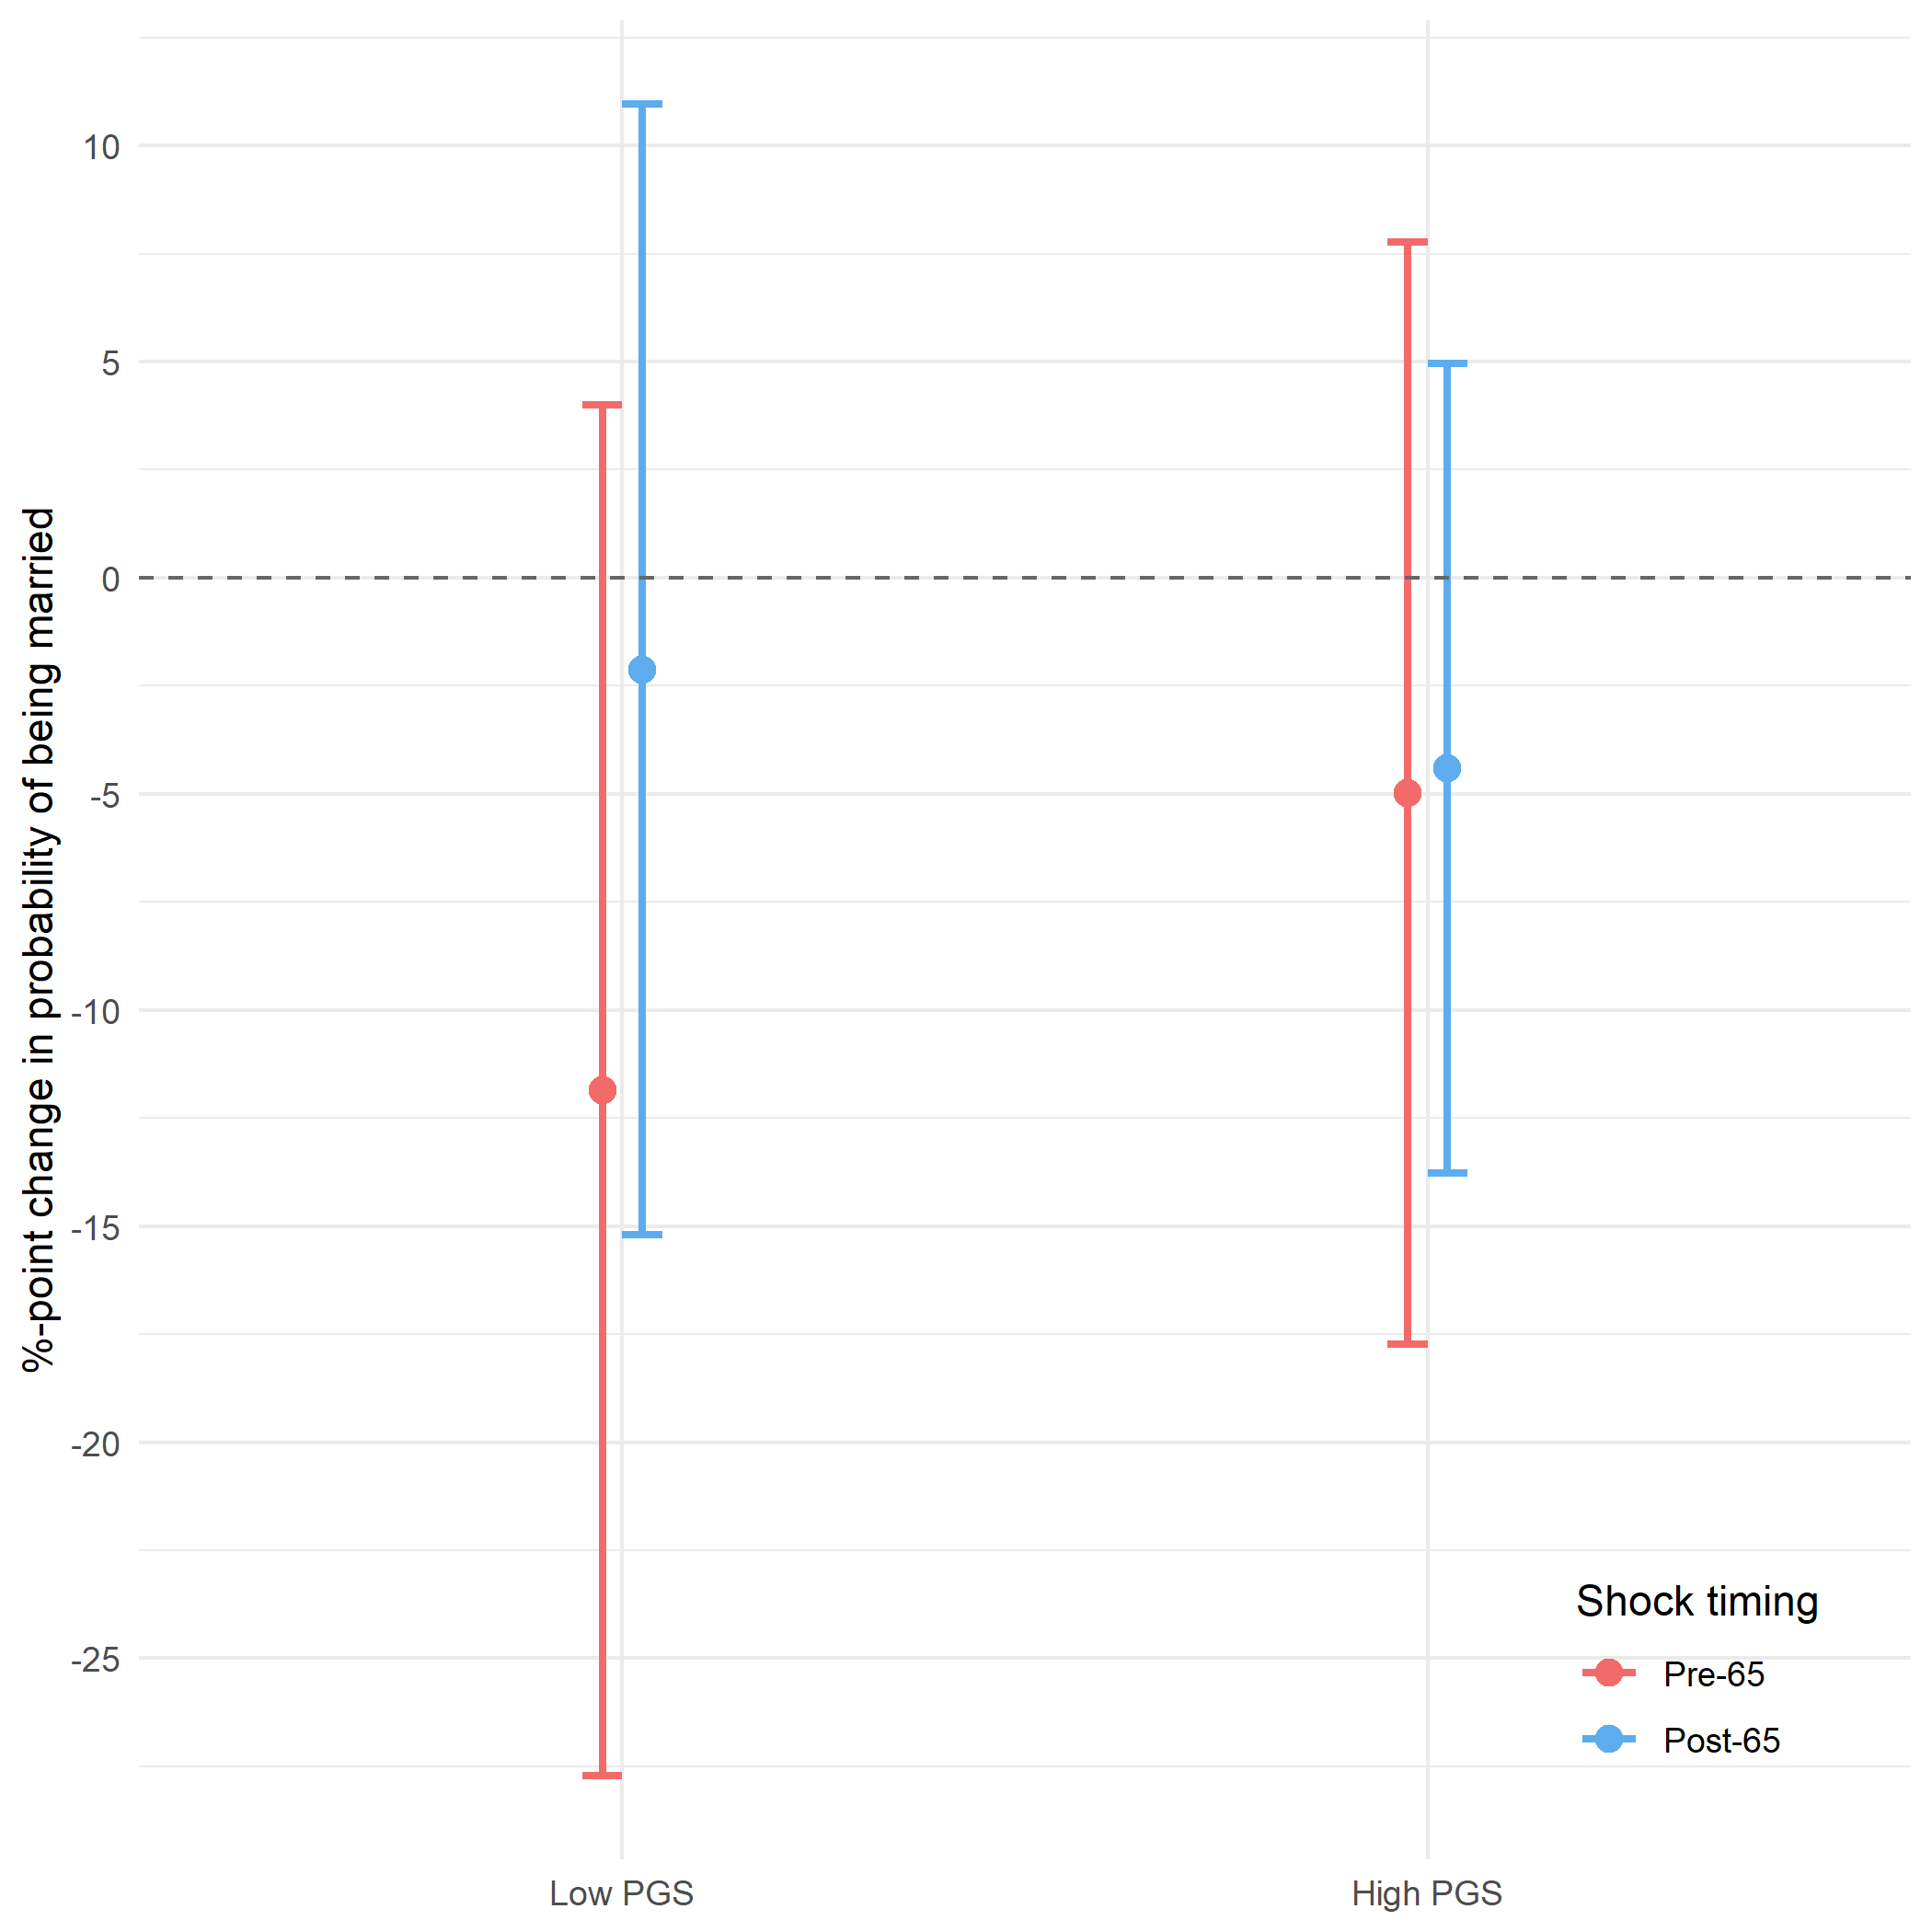 %-point change in probability of being married
10
5
0
-5
-10
-15
-20
-25
Low PGS
High PGS
Shock timing
Pre-65
Post-65